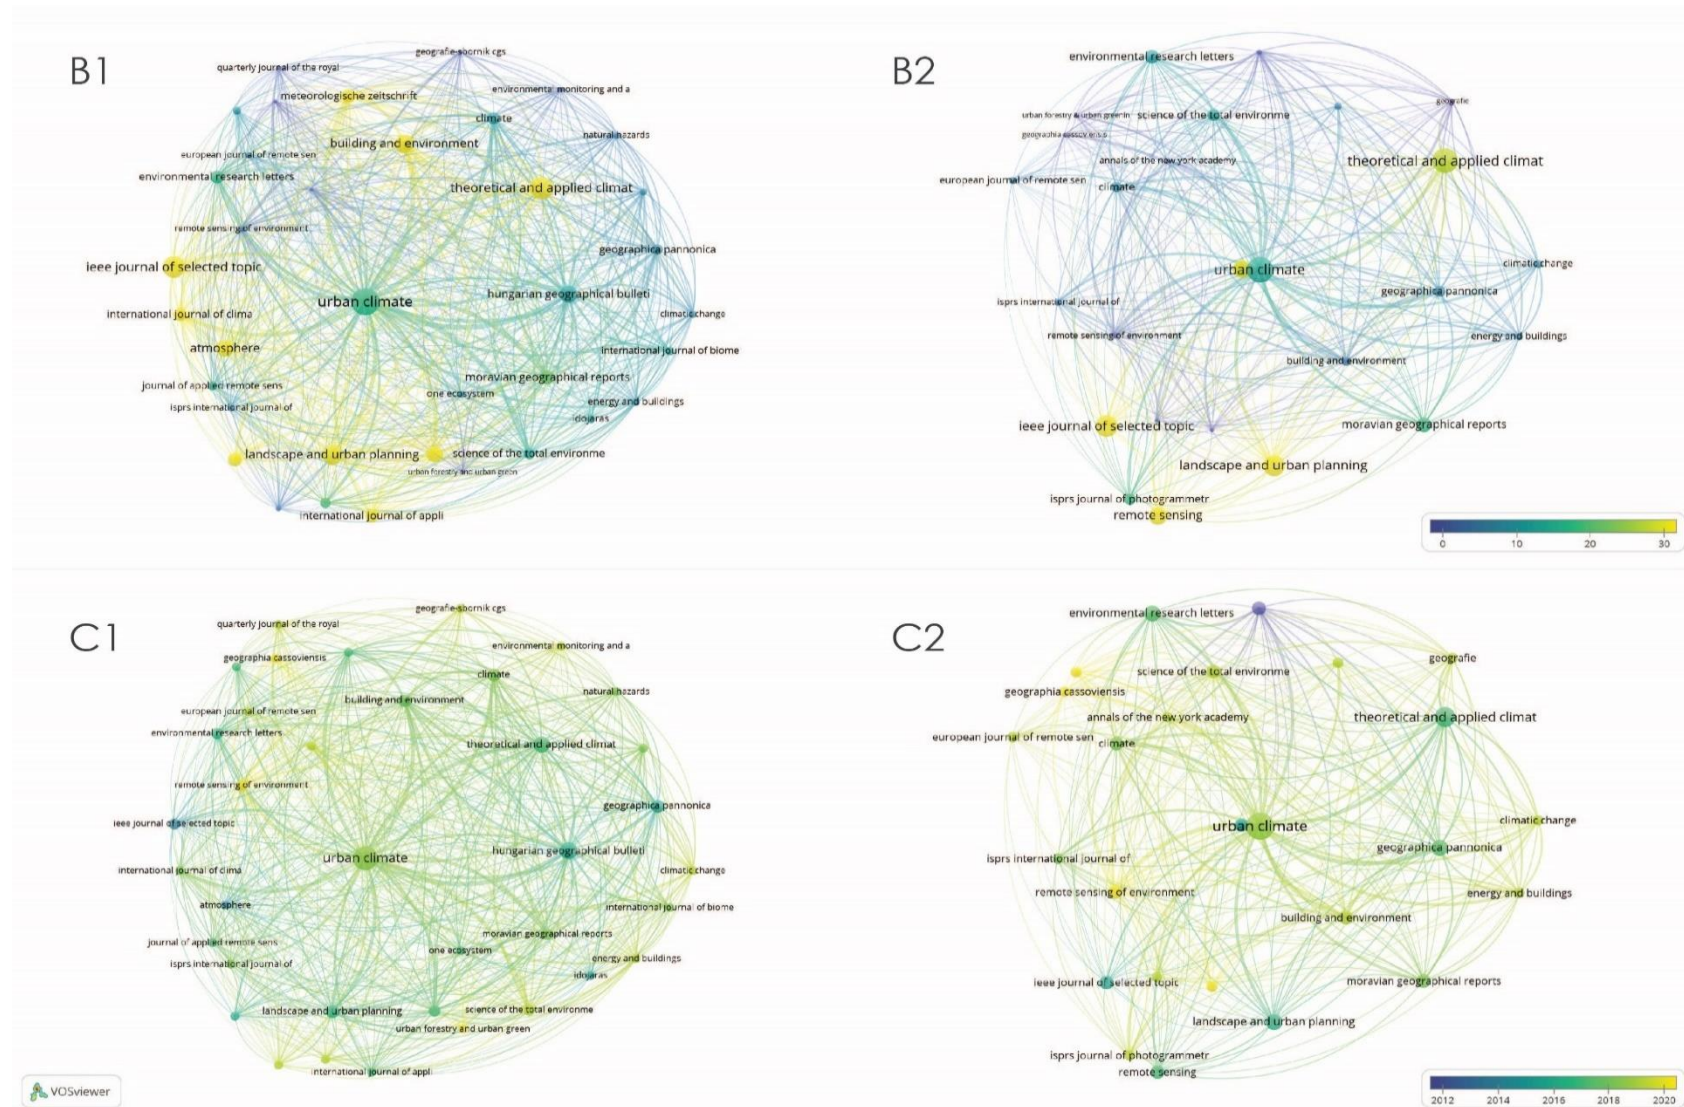 B1
geografie-sbornik cgs
quarterly journal of the royal
meteorologische zeitschrift
environmental monitoring and a
climate
natural hazards
building and environment
european journal of remote sen
environmental research letters
theoretical and applied climat
remote sensing of environment
geographica pannonica
ieee journal of selected topic
hungarian geographical bulleti
urban climate
international journal of clima
climatic change
atmosphere
international journal of biome
moravian geographical reports
journal of applied remote sens
one ecosystem
energy and buildings
isprs international journal of
idojaras
landscape and urban planning
science of the total environme
urban forestry and urban green
international journal of appli
B2
environmental research letters
geografie
urban forestry & urban greenin
science of the total environme
geographia cassoviensis
annals of the new york academy
theoretical and applied climat
european journal of remote sen
climate
urban climate
climatic change
geographica pannonica
isprs international journal of
remote sensing of environment
energy and buildings
building and environment
ieee journal of selected topic
moravian geographical reports
landscape and urban planning
isprs journal of photogrammetr
remote sensing
0 10 20 30
C1
geografie-sbornik cgs
quarterly journal of the royal
environmental monitoring and a
geographia cassoviensis
climate
natural hazards
building and environment
european journal of remote sen
environmental research letters
theoretical and applied climat
remote sensing of environment
geographica pannonica
ieee journal of selected topic
hungarian geographical bulleti
urban climate
international journal of clima
climatic change
atmosphere
international journal of biome
moravian geographical reports
journal of applied remote sens
one ecosystem
energy and buildings
isprs international journal of
idojaras
landscape and urban planning
science of the total environme
urban forestry and urban green
international journal of appli
VOSviewer
C2
environmental research letters
geografie
science of the total environme
geographia cassoviensis
annals of the new york academy
theoretical and applied climat
european journal of remote sen
climate
urban climate
climatic change
geographica pannonica
isprs international journal of
remote sensing of environment
energy and buildings
building and environment
ieee journal of selected topic
moravian geographical reports
landscape and urban planning
isprs journal of photogrammetr
remote sensing
2012 2014 2016 2018 2020